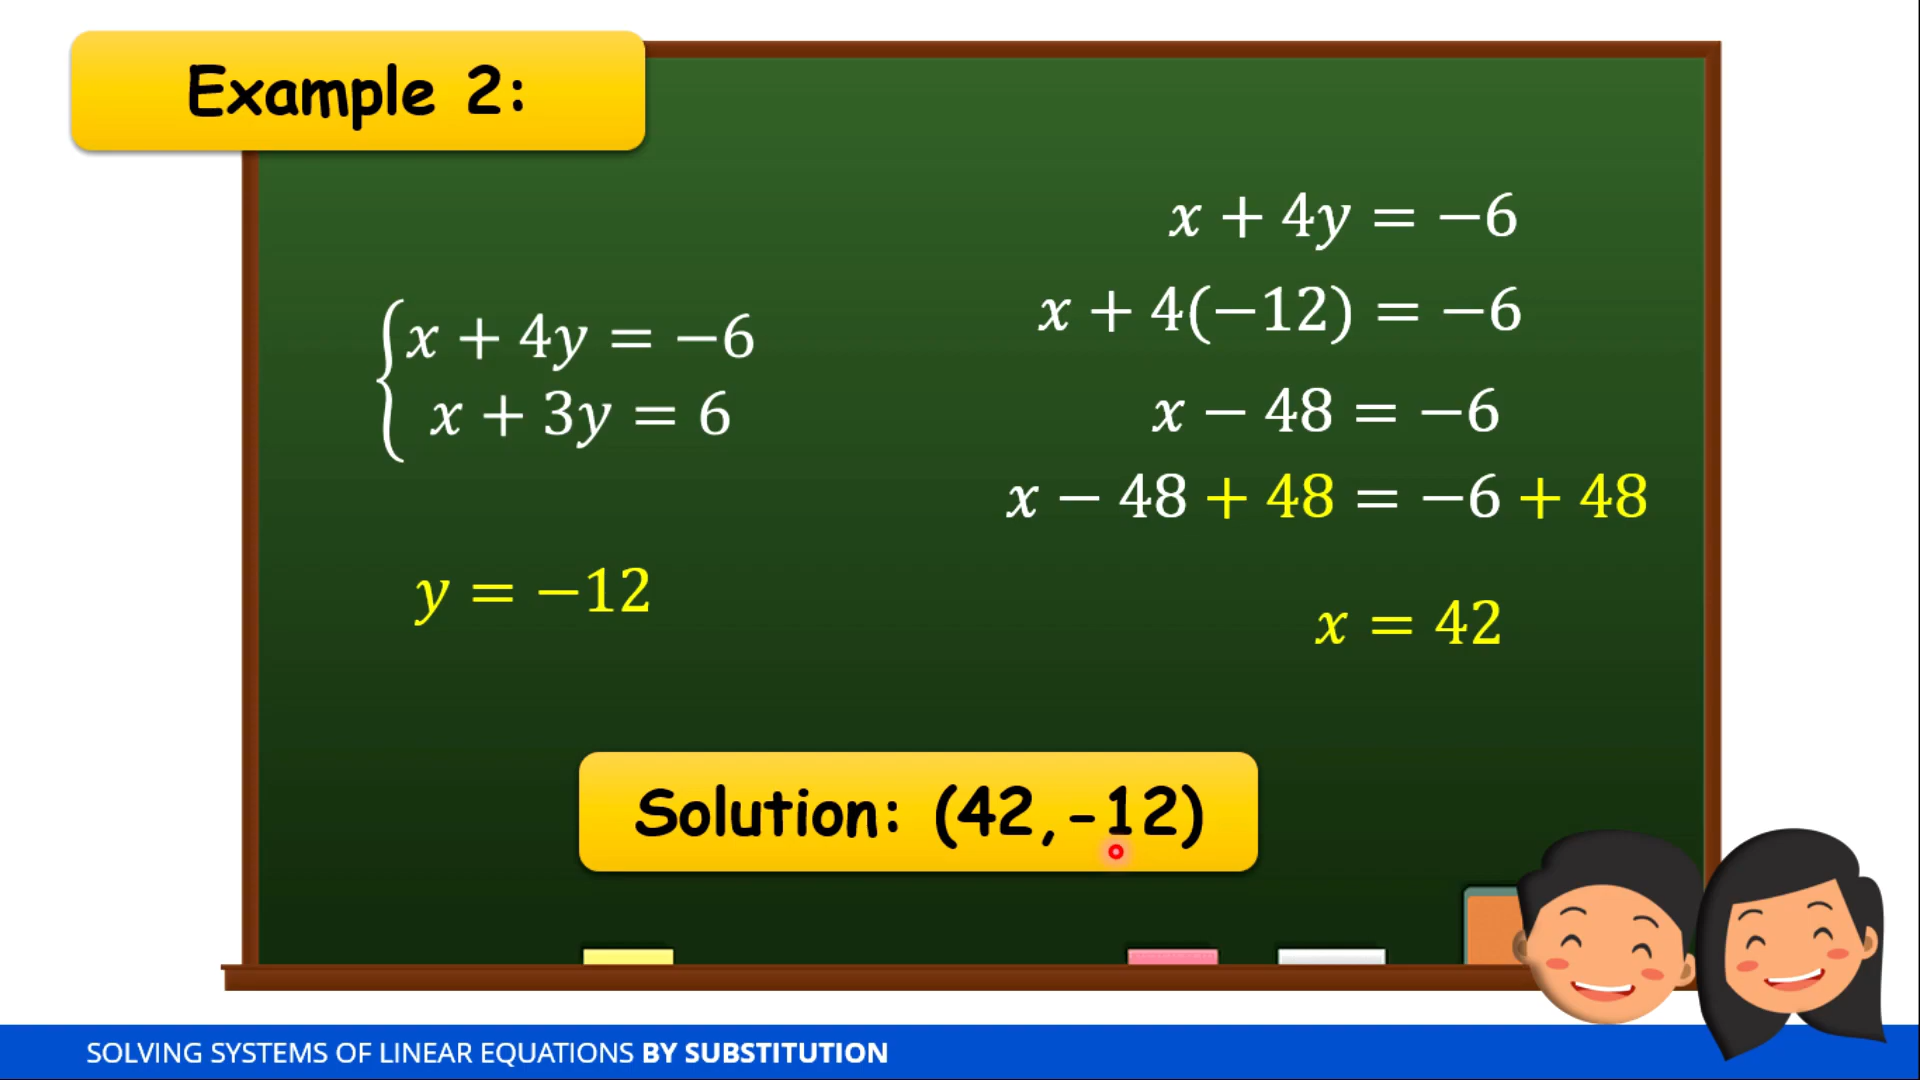 Example 2:
x + 4y = −6
x + 3y = 6
y = −12
x + 4y = −6
x + 4(−12) = −6
x − 48 = −6
x − 48 + 48 = −6 + 48
x = 42
Solution: (42,-12)
SOLVING SYSTEMS OF LINEAR EQUATIONS BY SUBSTITUTION